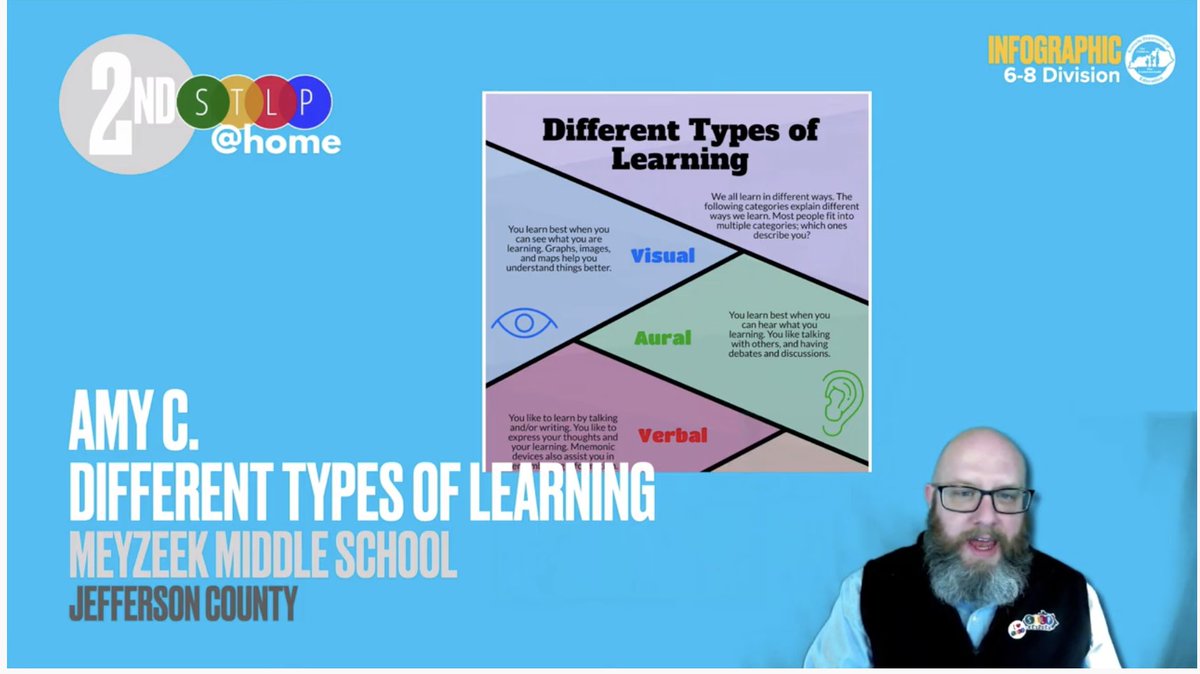 2ND
STLP
@home
INFOGRAPHIC
6-8 Division
Different Types of
Learning
We all learn in different ways. The
following categories explain different
ways we learn. Most people fit into
multiple categories; which ones
describe you?
You learn best when you
can see what you are
learning. Graphs, images,
and maps help you
understand things better.
Visual
Aural
You learn best when you
can hear what you
learning. You like talking
with others, and having
debates and discussions.
You like to learn by talking
and/or writing. You like to
express your thoughts and
your learning. Mnemonic
devices also assist you in
Verbal
AMY C.
DIFFERENT TYPES OF LEARNING
MEYZEEK MIDDLE SCHOOL
JEFFERSON COUNTY
STLP